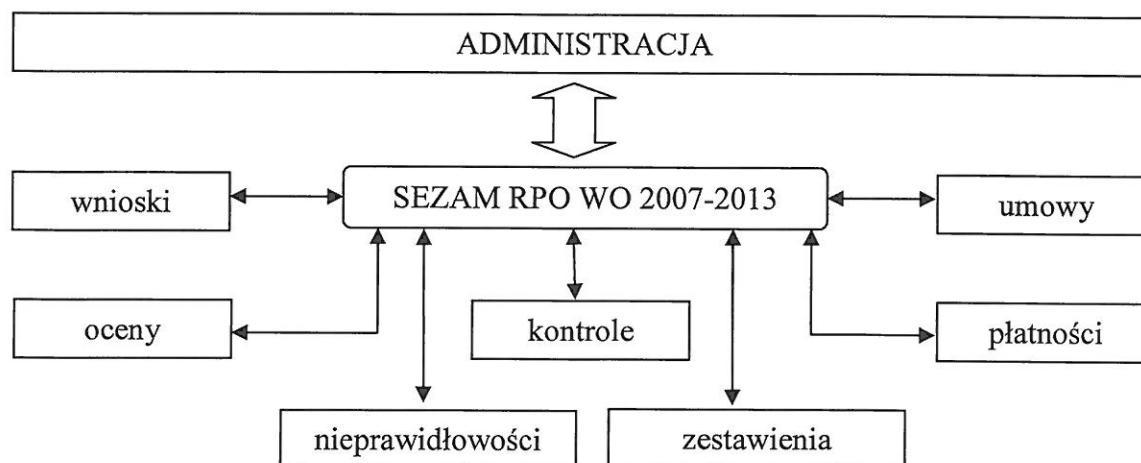 ADMINISTRACJA
wnioski
SEZAM RPO WO 2007-2013
umowy
oceny
kontrole
płatności
nieprawidłowości
zestawienia